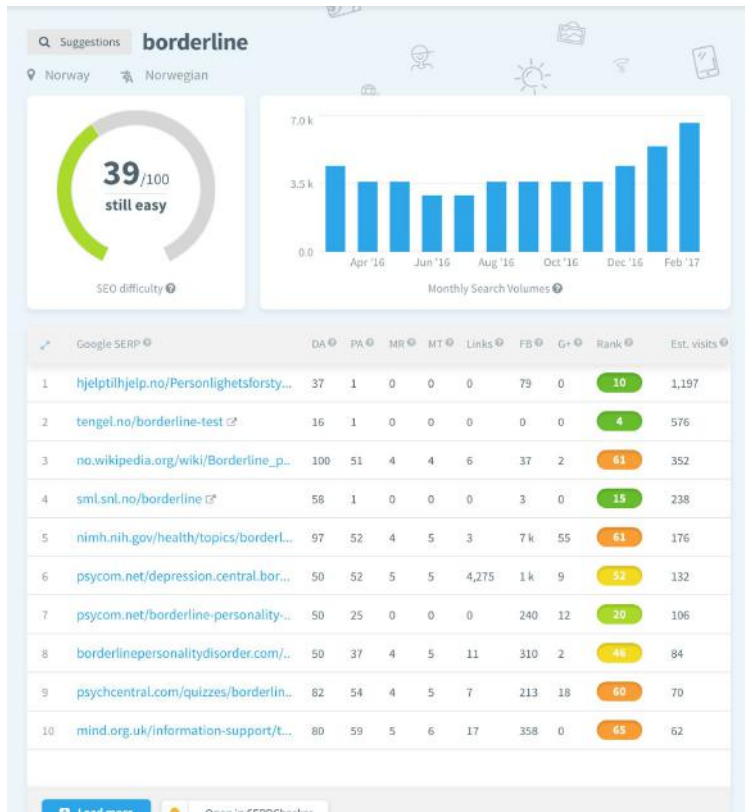 Suggestions borderline
Norway Norwegian
39/100
still easy
SEO difficulty
7.0 k
3.5 k
0.0
Apr '16 Jun '16 Aug '16 Oct '16 Dec '16 Feb '17
Monthly Search Volumes
Google SERP DA PA MR MT Links FB G+ Rank Est. visits
1 hjelptilhjelp.no/Personlighetsforsty... 37 1 0 0 0 79 0 10 1,197
2 tengel.no/borderline-test 16 1 0 0 0 0 0 4 576
3 no.wikipedia.org/wiki/Borderline_p.. 100 51 4 4 6 37 2 61 352
4 sml.snl.no/borderline 58 1 0 0 0 3 0 15 238
5 nimh.nih.gov/health/topics/borderl... 97 52 4 5 3 7 k 55 61 176
6 psycom.net/depression.central.bor... 50 52 5 5 4,275 1 k 9 52 132
7 psycom.net/borderline-personality-.. 50 25 0 0 0 240 12 20 106
8 borderlinepersonalitydisorder.com/.. 50 37 4 5 11 310 2 46 84
9 psychcentral.com/quizzes/borderlin.. 82 54 4 5 7 213 18 60 70
10 mind.org.uk/information-support/t... 80 59 5 6 17 358 0 65 62
Load more Open in SERPChecker